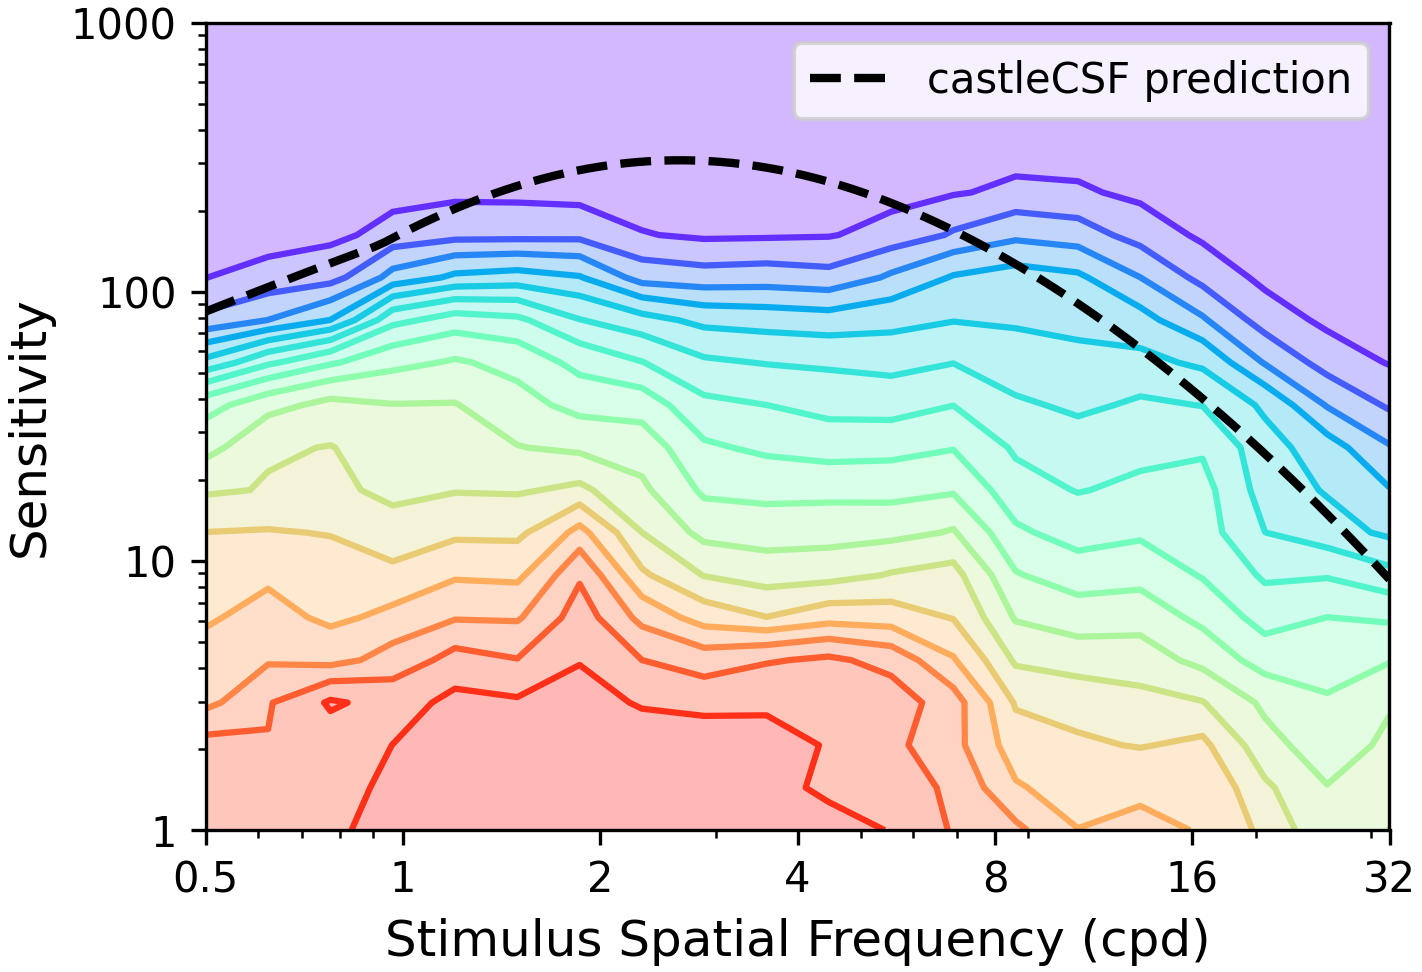 1000
100
10
1
Sensitivity
castleCSF prediction
0.5 1 2 4 8 16 32
Stimulus Spatial Frequency (cpd)